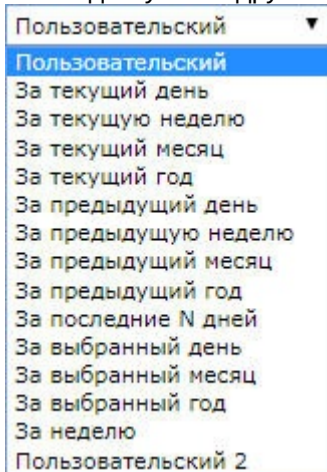 Пользовательский
Пользовательский
За текущий день
За текущую неделю
За текущий месяц
За текущий год
За предыдущий день
За предыдущую неделю
За предыдущий месяц
За предыдущий год
За последние N дней
За выбранный день
За выбранный месяц
За выбранный год
За неделю
Пользовательский 2